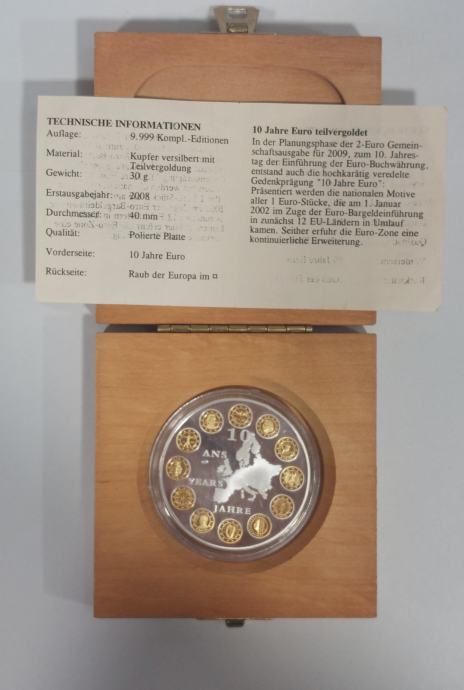 TECHNISCHE INFORMATIONEN
Auflage: 9.999 Kompl.-Editionen
Material: Kupfer versilbert mit
Teilvergoldung
Gewicht: 30 g
Erstausgabejahr: 2008
Durchmesser: 40 mm
Qualität: Polierte Platte
Vorderseite: 10 Jahre Euro
Rückseite: Raub der Europa im ¤
10 Jahre Euro teilvergoldet
In der Planungsphase der 2-Euro Gemein-
schaftsausgabe für 2009, zum 10. Jahres-
tag der Einführung der Euro-Buchwährung,
entstand auch die hochkarätig veredelte
Gedenkprägung "10 Jahre Euro":
Präsentiert werden die nationalen Motive
aller 1 Euro-Stücke, die am 1. Januar
2002 im Zuge der Euro-Bargeldeinführung
in zunächst 12 EU-Ländern in Umlauf
kamen. Seither erfuhr die Euro-Zone eine
kontinuierliche Erweiterung.
10
ANS
YEARS
JAHRE